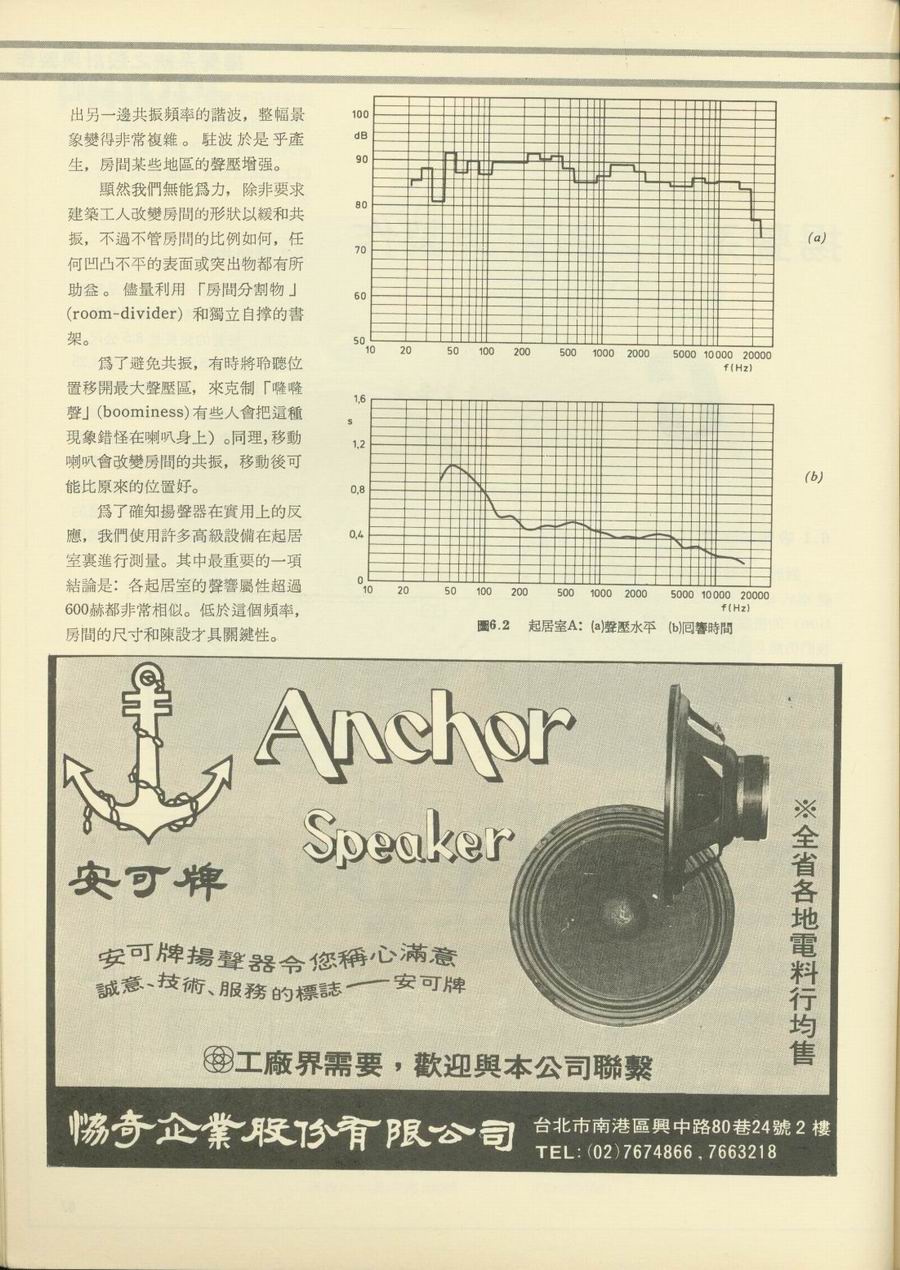 出另一邊共振頻率的諧波，整幅景
象變得非常複雜。駐波於是乎產
生，房間某些地區的聲壓增强。
顯然我們無能爲力，除非要求
建築工人改變房間的形狀以緩和共
振，不過不管房間的比例如何，任
何凹凸不平的表面或突出物都有所
助益。儘量利用「房間分割物」
(room-divider) 和獨立自撑的書
架。
爲了避免共振，有時將聆聽位
置移開最大聲壓區，來克制「嗤嗤
聲」(boominess)有些人會把這種
現象錯怪在喇叭身上）。同理，移動
喇叭會改變房間的共振，移動後可
能比原來的位置好。
爲了確知揚聲器在實用上的反
應，我們使用許多高級設備在起居
室裏進行測量。其中最重要的一項
結論是：各起居室的聲響屬性超過
600赫都非常相似。低於這個頻率，
房間的尺寸和陳設才具關鍵性。
100
dB
90
80
70
60
50
10 20 50 100 200 500 1000 2000 5000 10000 20000
f(Hz)
(a)
1,6
s
1,2
0,8
0,4
0
10 20 50 100 200 500 1000 2000 5000 10000 20000
f(Hz)
(b)
圖6.2 起居室A：(a)聲壓水平 (b)囘響時間
Anchor
Speaker
安可牌
安可牌揚聲器令您稱心滿意
誠意、技術、服務的標誌——安可牌
※全省各地電料行均售
工廠界需要，歡迎與本公司聯繫
協奇企業股份有限公司
台北市南港區興中路80巷24號2樓
TEL:(02)7674866,7663218